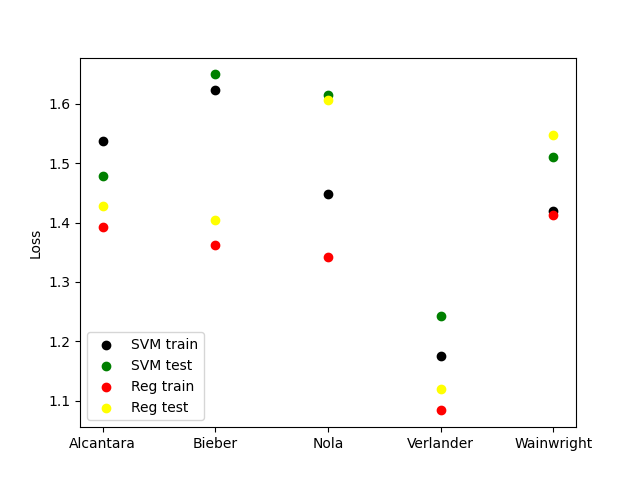 Loss
1.6
1.5
1.4
1.3
1.2
1.1
SVM train
SVM test
Reg train
Reg test
Alcantara Bieber Nola Verlander Wainwright